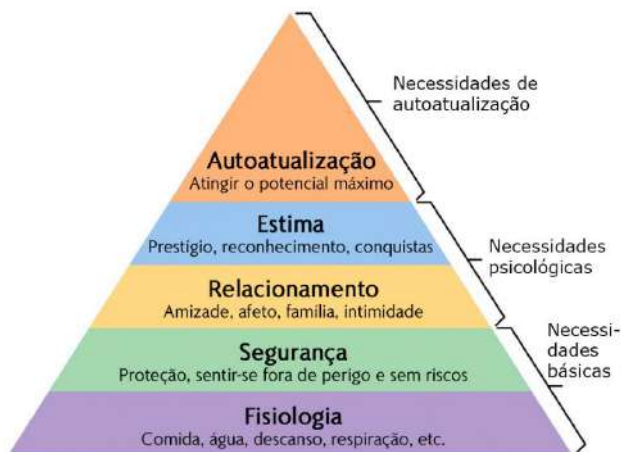 Necessidades de
autoatualização
Autoatualização
Atingir o potencial máximo
Estima
Prestígio, reconhecimento, conquistas
Necessidades
psicológicas
Relacionamento
Amizade, afeto, família, intimidade
Necessi-
dades
básicas
Segurança
Proteção, sentir-se fora de perigo e sem riscos
Fisiologia
Comida, água, descanso, respiração, etc.